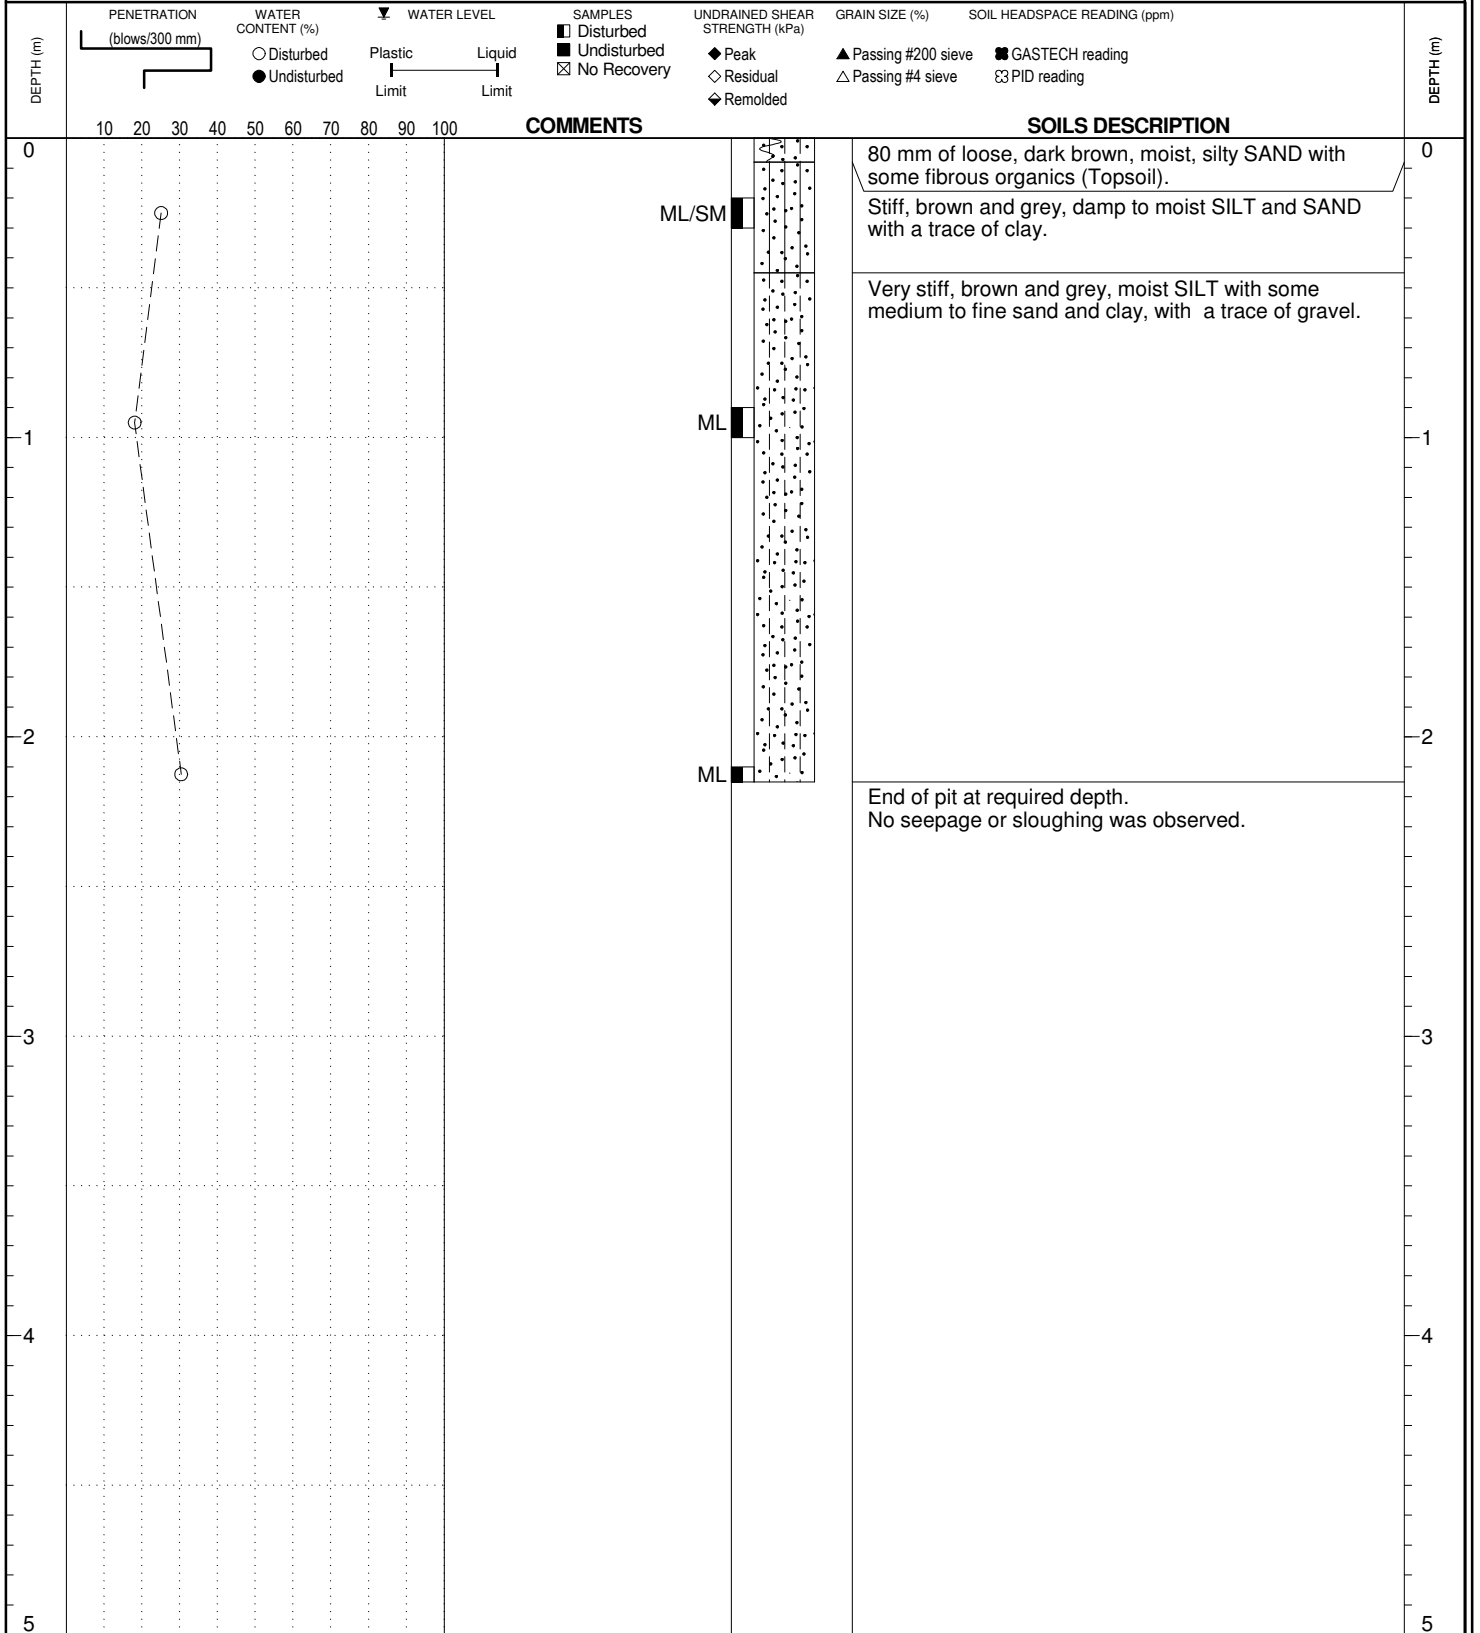 PENETRATION
(blows/300 mm)
WATER
CONTENT (%)
Disturbed
Undisturbed
WATER LEVEL
Plastic Liquid
Limit Limit
SAMPLES
Disturbed
Undisturbed
No Recovery
UNDRAINED SHEAR
STRENGTH (kPa)
Peak
Residual
Remolded
GRAIN SIZE (%)
Passing #200 sieve
Passing #4 sieve
SOIL HEADSPACE READING (ppm)
GASTECH reading
PID reading
DEPTH (m)
DEPTH (m)
10 20 30 40 50 60 70 80 90 100
COMMENTS
SOILS DESCRIPTION
0
0
80 mm of loose, dark brown, moist, silty SAND with
some fibrous organics (Topsoil).
ML/SM
Stiff, brown and grey, damp to moist SILT and SAND
with a trace of clay.
Very stiff, brown and grey, moist SILT with some
medium to fine sand and clay, with a trace of gravel.
ML
1
1
2
2
ML
End of pit at required depth.
No seepage or sloughing was observed.
3
3
4
4
5
5